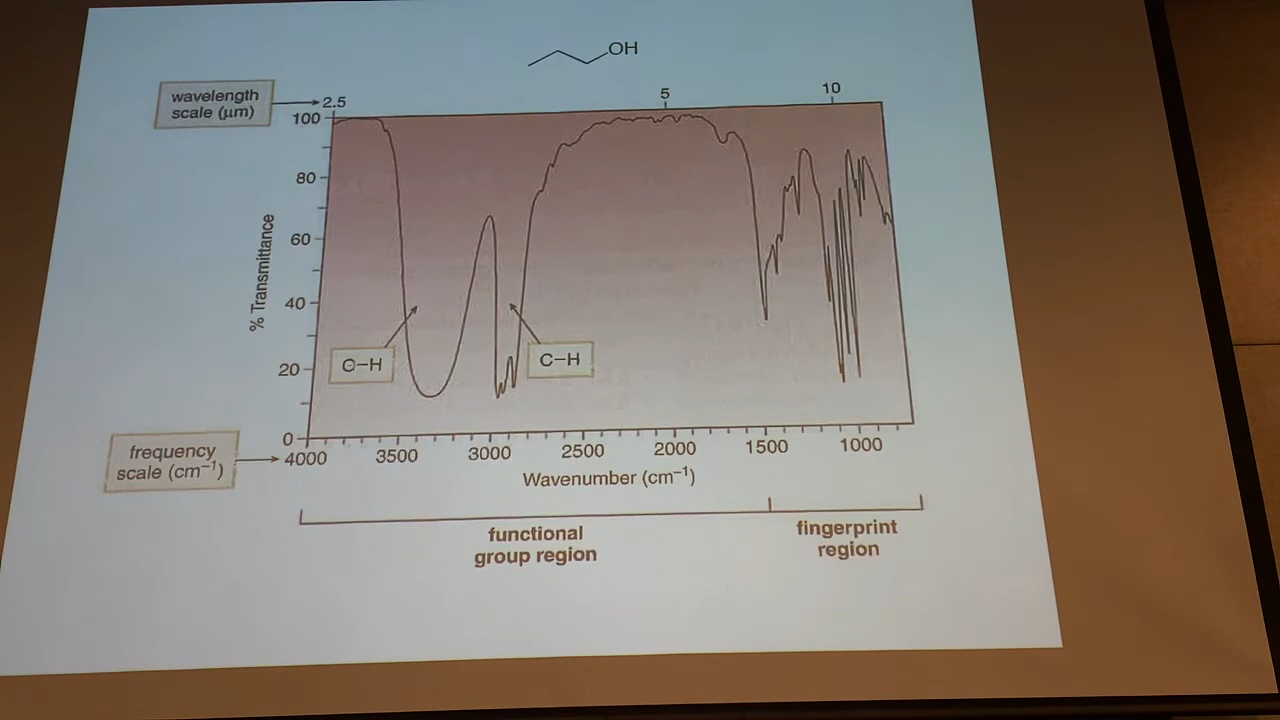 OH
wavelength
scale (μm)
2.5
5
10
100
80
60
40
20
0
% Transmittance
O–H
C–H
frequency
scale (cm⁻¹)
4000
3500
3000
2500
2000
1500
1000
Wavenumber (cm⁻¹)
functional
group region
fingerprint
region